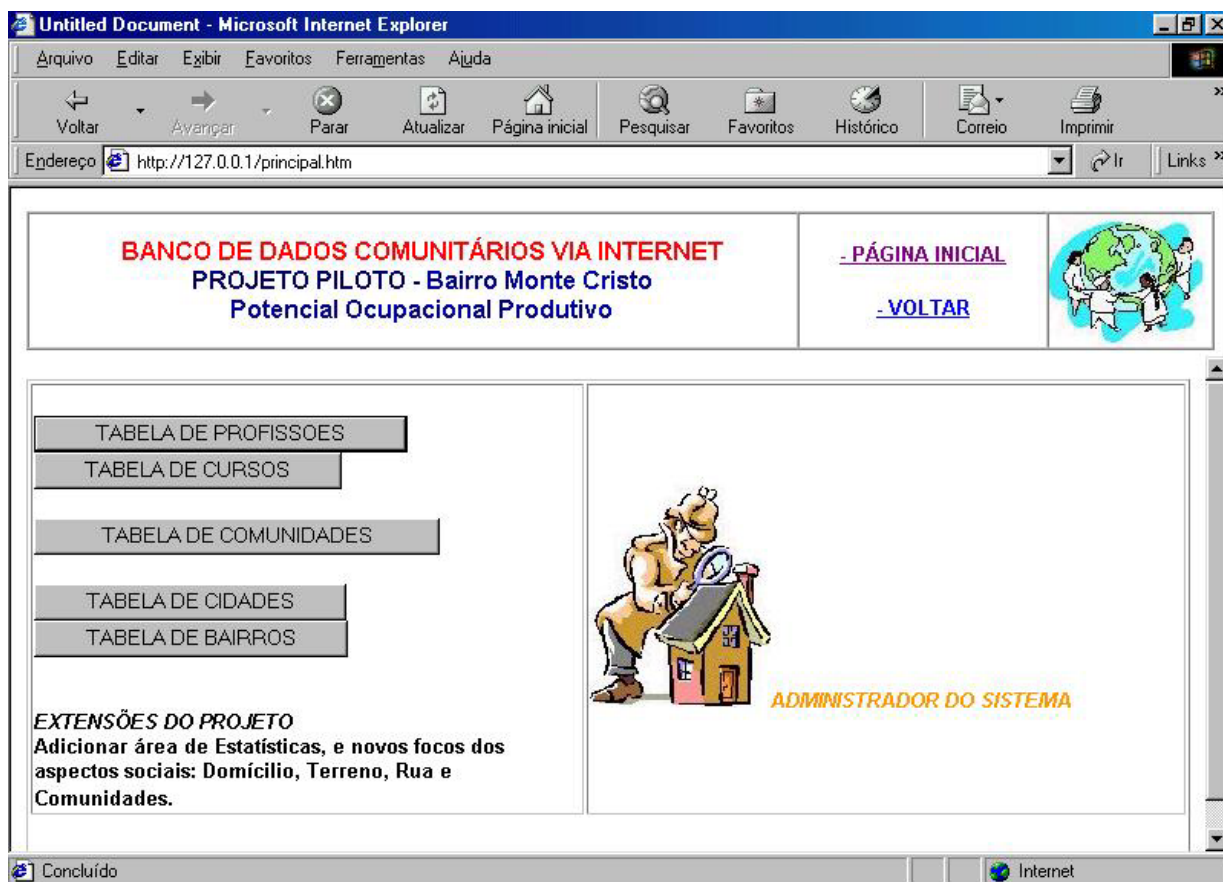 Untitled Document - Microsoft Internet Explorer
Arquivo Editar Exibir Favoritos Ferramentas Ajuda
Voltar Avançar Parar Atualizar Página inicial Pesquisar Favoritos Histórico Correio Imprimir
Endereço http://127.0.0.1/principal.htm Ir Links
BANCO DE DADOS COMUNITÁRIOS VIA INTERNET
PROJETO PILOTO - Bairro Monte Cristo
Potencial Ocupacional Produtivo
- PÁGINA INICIAL
- VOLTAR
TABELA DE PROFISSOES
TABELA DE CURSOS
TABELA DE COMUNIDADES
TABELA DE CIDADES
TABELA DE BAIRROS
EXTENSÕES DO PROJETO
Adicionar área de Estatísticas, e novos focos dos
aspectos sociais: Domícilio, Terreno, Rua e
Comunidades.
ADMINISTRADOR DO SISTEMA
Concluído Internet